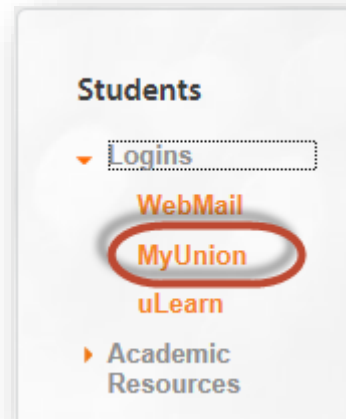 Students
Logins
WebMail
MyUnion
uLearn
Academic
Resources